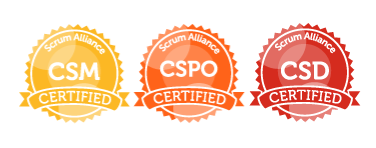 Scrum Alliance
CSM
CERTIFIED
Scrum Alliance
CSPO
CERTIFIED
Scrum Alliance
CSD
CERTIFIED